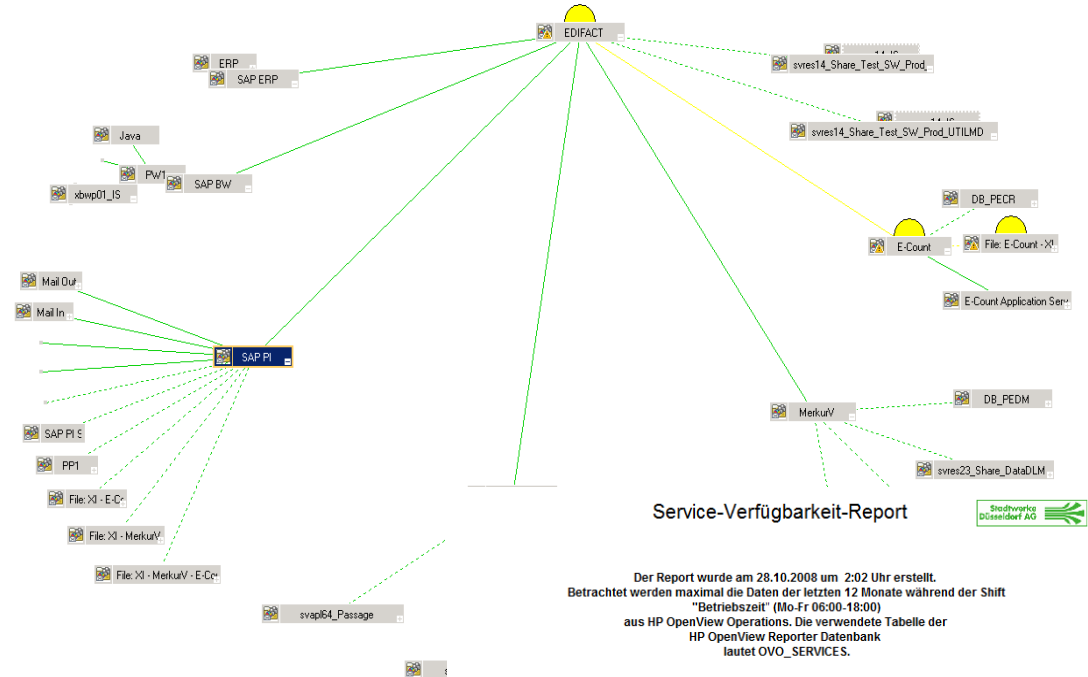 EDIFACT
ERP
SAP ERP
svres14_Share_Test_SW_Prod_
svres14_Share_Test_SW_Prod_UTILMD
Java
PW1
SAP BW
xbwp01_IS
DB_PECR
E-Count
File: E-Count - XI
E-Count Application Serv
Mail Out
Mail In
SAP PI
SAP PI S
PP1
File: XI - E-Co
File: XI - MerkurV
File: XI - MerkurV - E-Co
MerkurV
DB_PEDM
svres23_Share_DataDLM
svapl64_Passage
Service-Verfügbarkeit-Report
Stadtwerke
Düsseldorf AG
Der Report wurde am 28.10.2008 um 2:02 Uhr erstellt.
Betrachtet werden maximal die Daten der letzten 12 Monate während der Shift
"Betriebszeit" (Mo-Fr 06:00-18:00)
aus HP OpenView Operations. Die verwendete Tabelle der
HP OpenView Reporter Datenbank
lautet OVO_SERVICES.